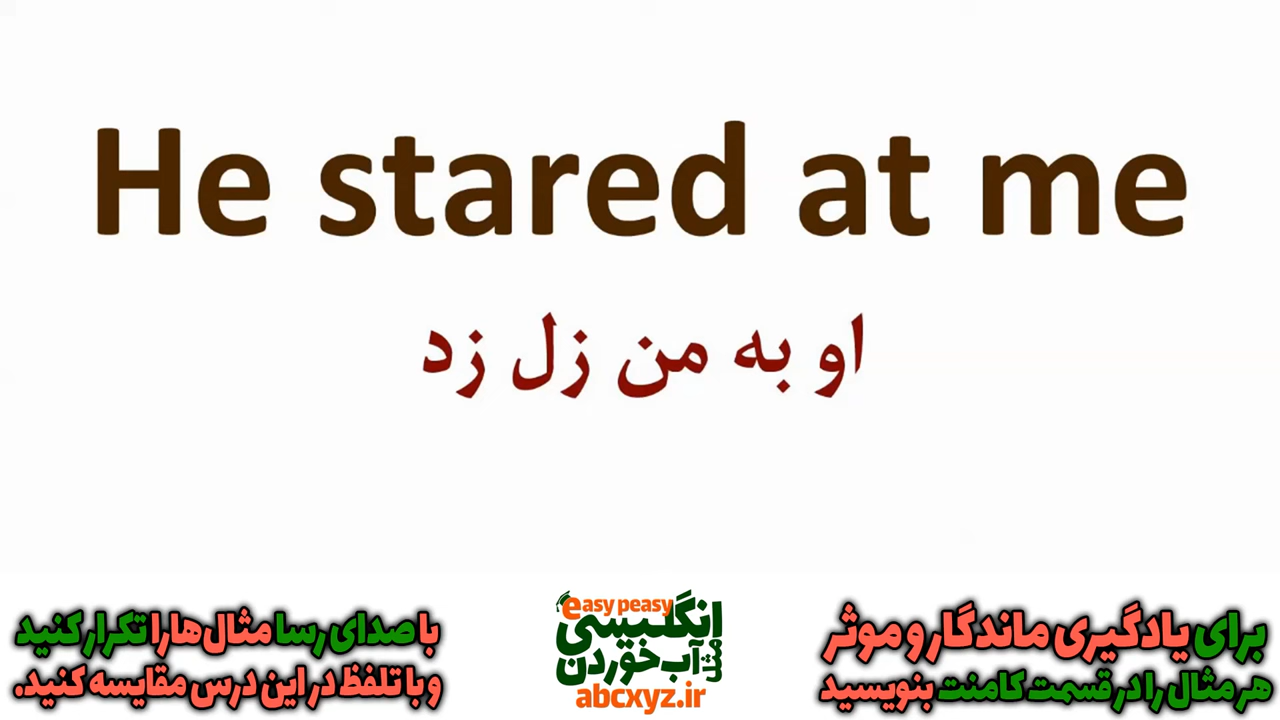 He stared at me
او به من زل زد
برای یادگیری ماندگار و موثر
هر مثال را در قسمت کامنت بنویسید
easy peasy
انگلیسی
مثل
آب خوردن
abcxyz.ir
با صدای رسا مثال‌ها را تکرار کنید
و با تلفظ در این درس مقایسه کنید.